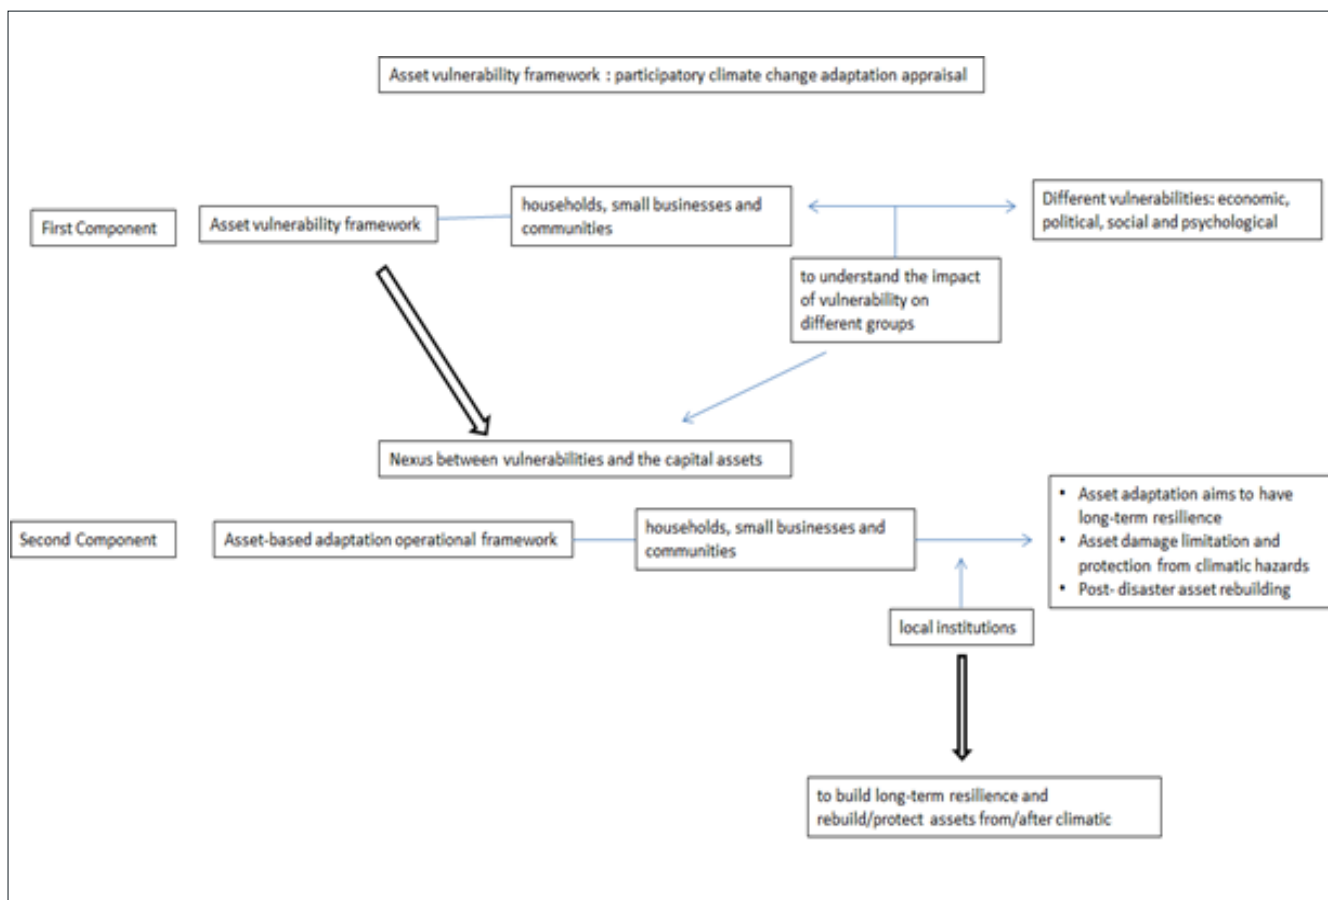 Asset vulnerability framework : participatory climate change adaptation appraisal
First Component
Asset vulnerability framework
households, small businesses and
communities
Different vulnerabilities: economic,
political, social and psychological
to understand the impact
of vulnerability on
different groups
Nexus between vulnerabilities and the capital assets
Second Component
Asset-based adaptation operational framework
households, small businesses and
communities
• Asset adaptation aims to have
long-term resilience
• Asset damage limitation and
protection from climatic hazards
• Post- disaster asset rebuilding
local institutions
to build long-term resilience and
rebuild/protect assets from/after climatic